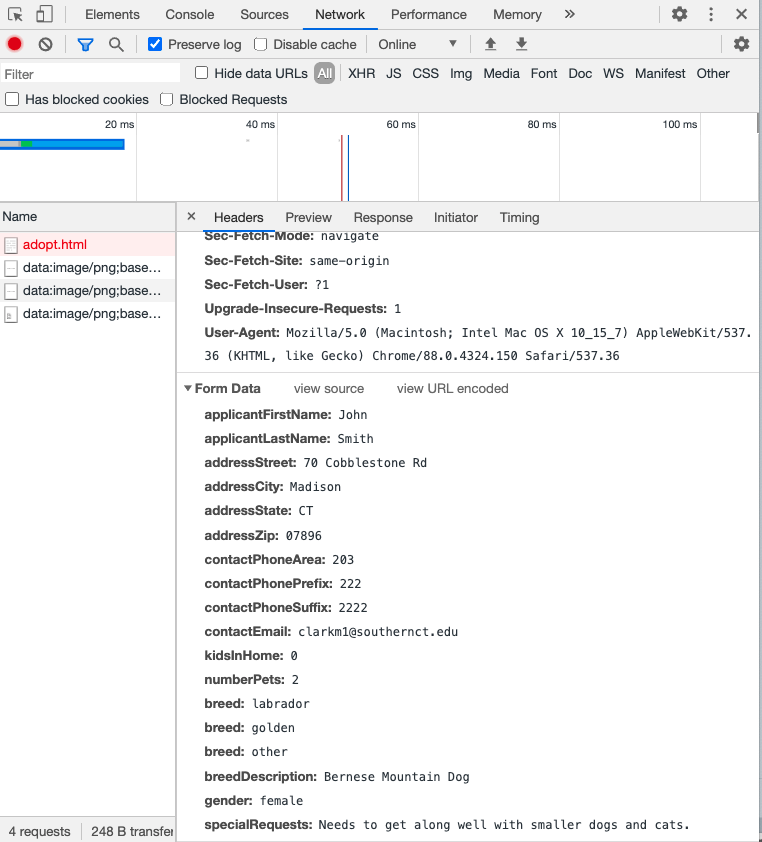 Elements Console Sources Network Performance Memory »
Preserve log Disable cache Online
Filter Hide data URLs All XHR JS CSS Img Media Font Doc WS Manifest Other
Has blocked cookies Blocked Requests
20 ms 40 ms 60 ms 80 ms 100 ms
Name
adopt.html
data:image/png;base…
data:image/png;base…
data:image/png;base…
4 requests 248 B transfer
× Headers Preview Response Initiator Timing
Sec-Fetch-Mode: navigate
Sec-Fetch-Site: same-origin
Sec-Fetch-User: ?1
Upgrade-Insecure-Requests: 1
User-Agent: Mozilla/5.0 (Macintosh; Intel Mac OS X 10_15_7) AppleWebKit/537.
36 (KHTML, like Gecko) Chrome/88.0.4324.150 Safari/537.36
Form Data view source view URL encoded
applicantFirstName: John
applicantLastName: Smith
addressStreet: 70 Cobblestone Rd
addressCity: Madison
addressState: CT
addressZip: 07896
contactPhoneArea: 203
contactPhonePrefix: 222
contactPhoneSuffix: 2222
contactEmail: clarkm1@southernct.edu
kidsInHome: 0
numberPets: 2
breed: labrador
breed: golden
breed: other
breedDescription: Bernese Mountain Dog
gender: female
specialRequests: Needs to get along well with smaller dogs and cats.